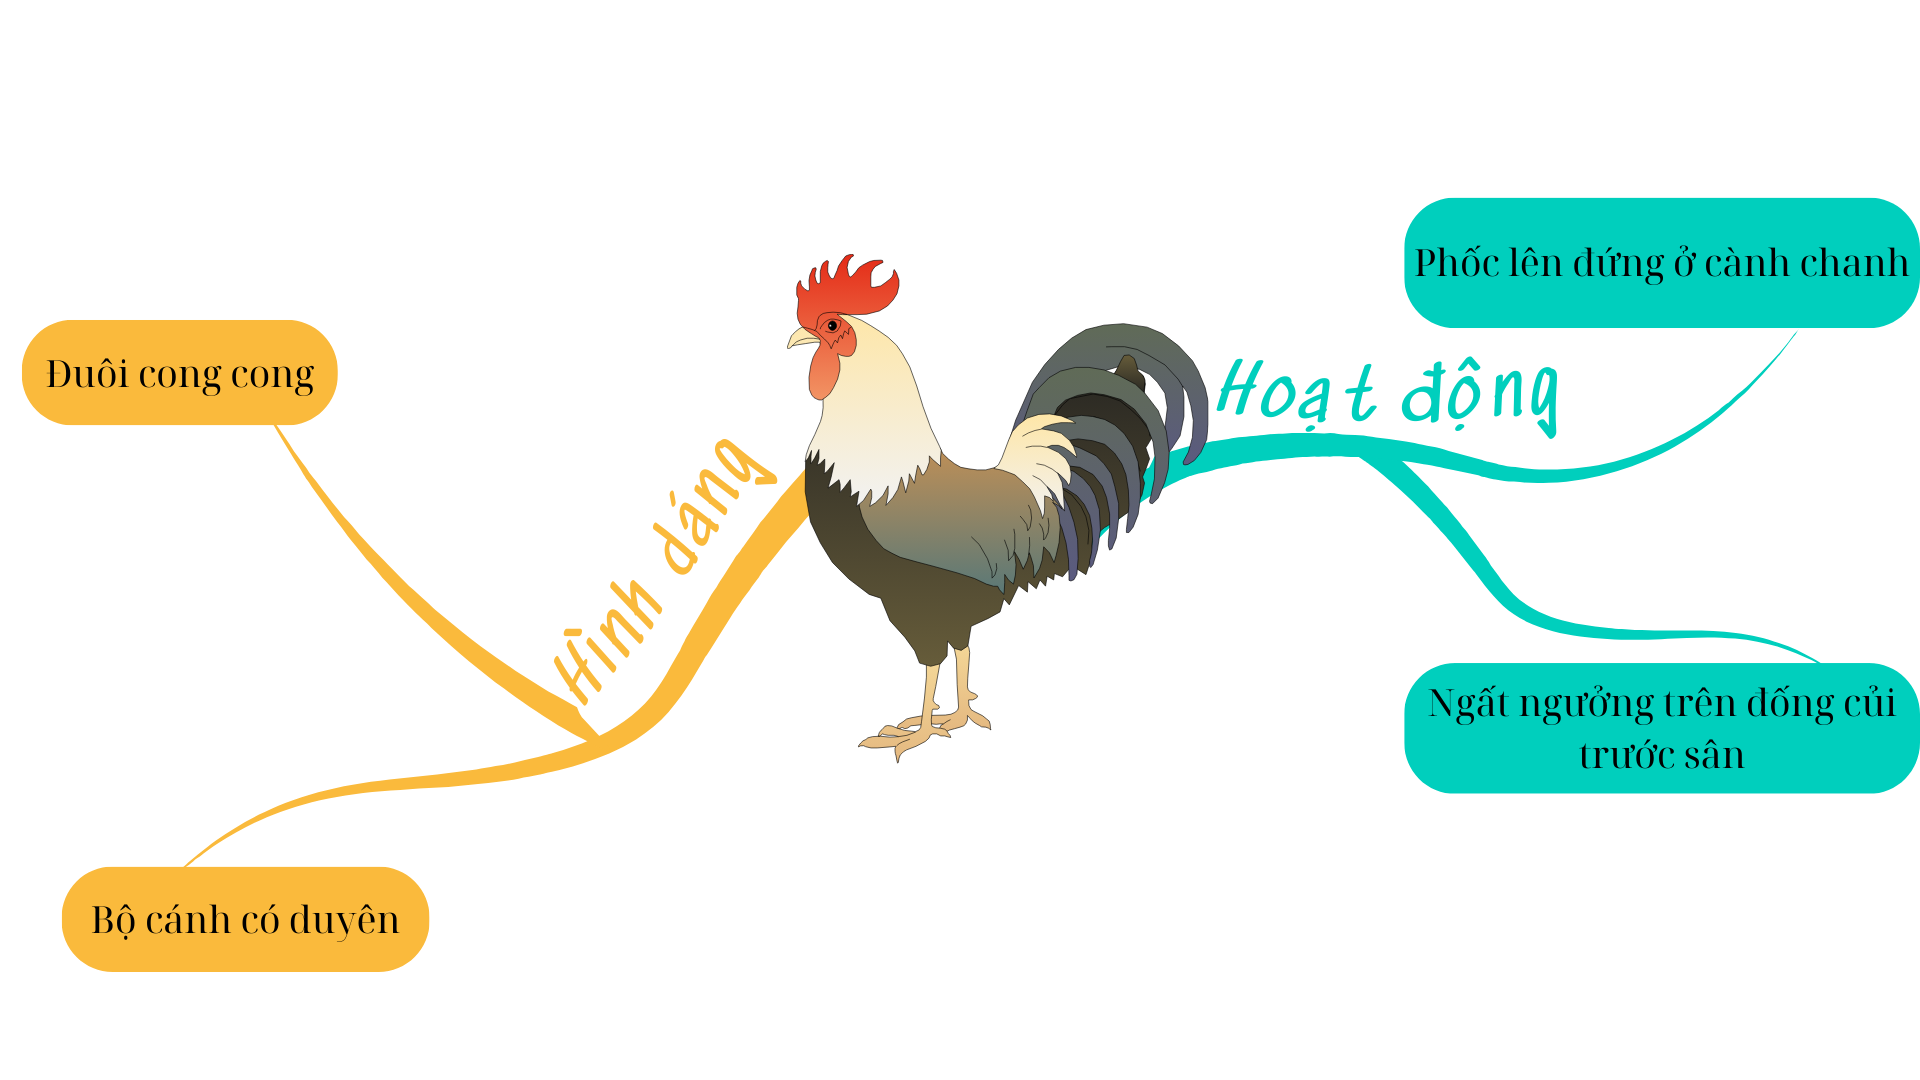 Hình dáng
Đuôi cong cong
Bộ cánh có duyên
Hoạt động
Phốc lên đứng ở cành chanh
Ngất ngưởng trên đống củi
trước sân